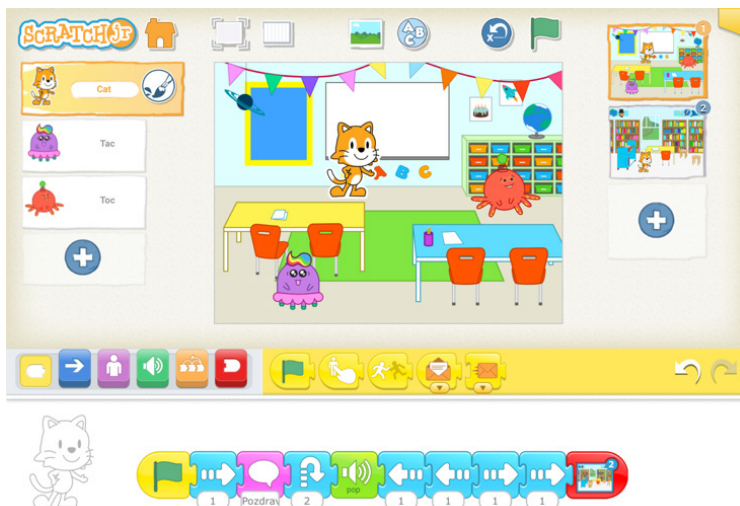 SCRATCHJR
A B C
X
1
Cat
2
Tac
A B C
Toc
pop
1 Pozdrav 2 1 1 1 1
2